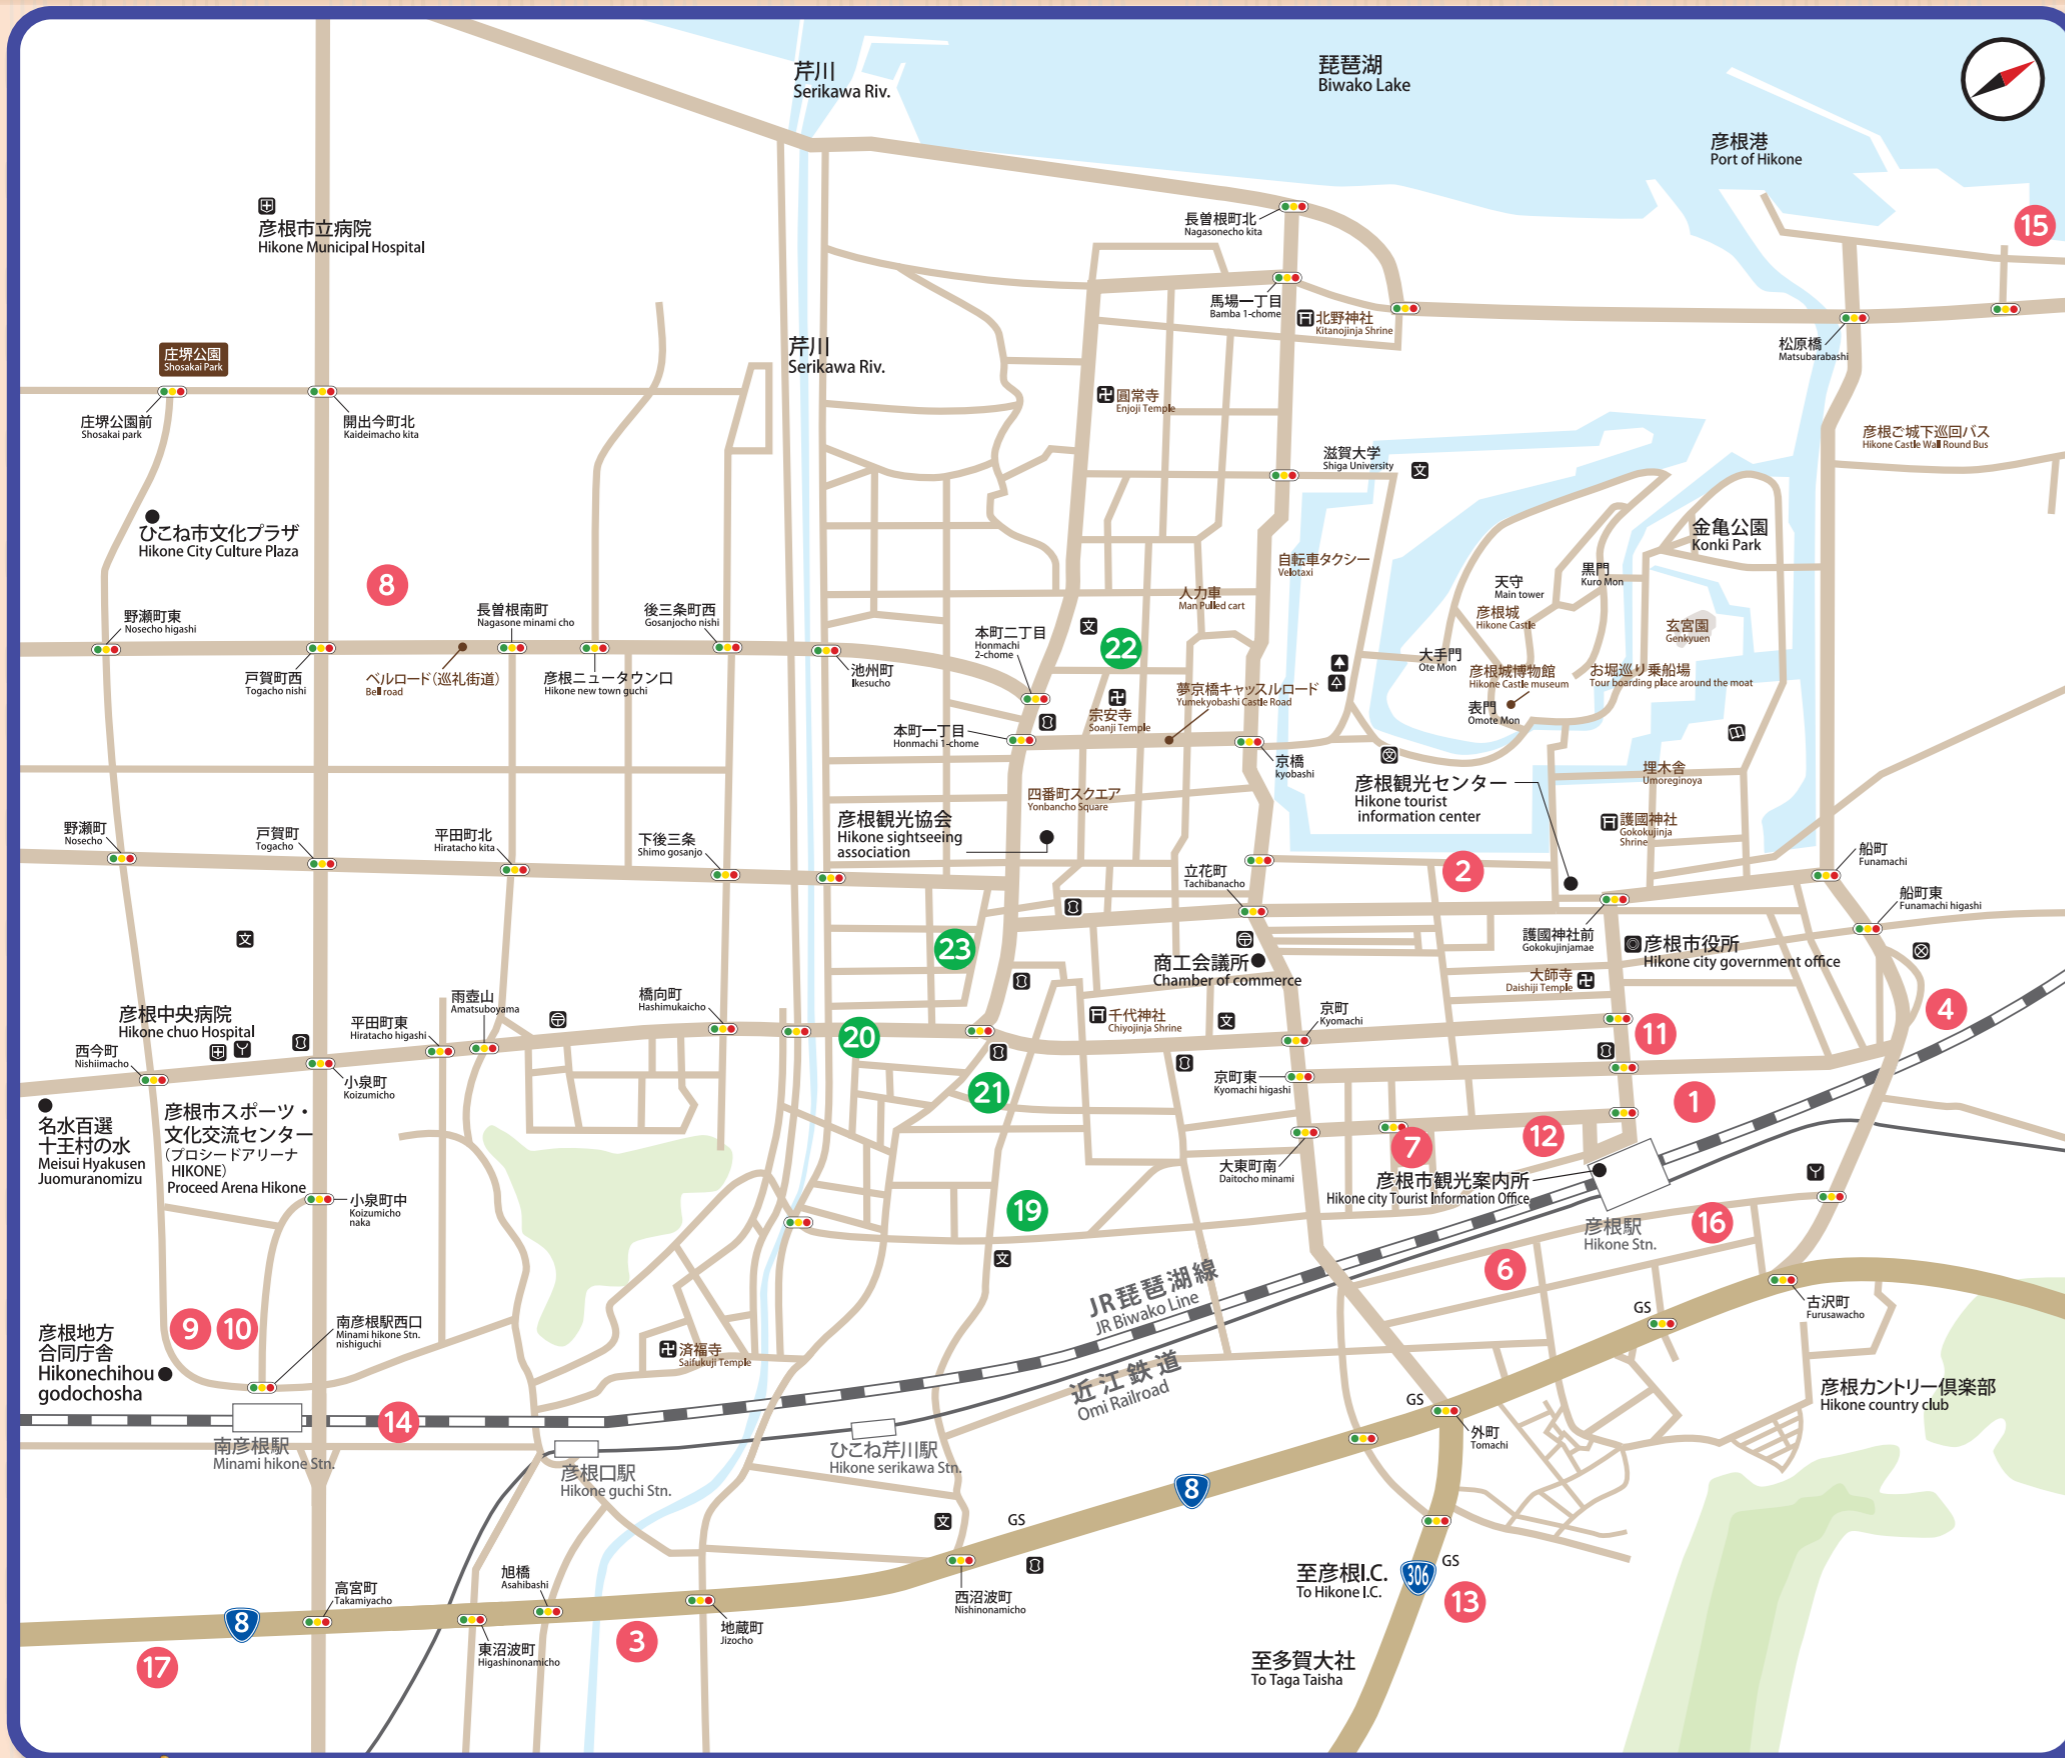 芹川
Serikawa Riv.
琵琶湖
Biwako Lake
彦根港
Port of Hikone
彦根市立病院
Hikone Municipal Hospital
長曽根町北
Nagasonecho kita
15
馬場一丁目
Bamba 1-chome
北野神社
Kitanojinja Shrine
松原橋
Matsubarabashi
庄堺公園
Shosakai Park
芹川
Serikawa Riv.
庄堺公園前
Shosakai park
開出今町北
Kaideimacho kita
圓常寺
Enjoji Temple
滋賀大学
Shiga University
文
彦根ご城下巡回バス
Hikone Castle Wall Round Bus
ひこね市文化プラザ
Hikone City Culture Plaza
金亀公園
Konki Park
8
自転車タクシー
Velotaxi
天守
Main tower
黒門
Kuro Mon
人力車
Man Pulled cart
彦根城
Hikone Castle
玄宮園
Genkyuen
野瀬町東
Nosecho higashi
長曽根南町
Nagasone minami cho
後三条町西
Gosanjocho nishi
本町二丁目
Honmachi
2-chome
文
22
戸賀町西
Togacho nishi
ベルロード（巡礼街道）
Bell road
彦根ニュータウン口
Hikone new town guchi
池州町
Ikesucho
大手門
Ote Mon
彦根城博物館
Hikone Castle museum
お堀巡り乗船場
Tour boarding place around the moat
宗安寺
Soanji Temple
夢京橋キャッスルロード
Yumekyobashi Castle Road
表門
Omote Mon
本町一丁目
Honmachi 1-chome
京橋
kyobashi
彦根観光センター
Hikone tourist
information center
埋木舎
Umoreginoya
四番町スクエア
Yonbancho Square
彦根観光協会
Hikone sightseeing
association
護國神社
Gokokujinja
Shrine
野瀬町
Nosecho
戸賀町
Togacho
平田町北
Hiratacho kita
下後三条
Shimo gosanjo
立花町
Tachibanacho
2
船町
Funamachi
船町東
Funamachi higashi
文
23
護國神社前
Gokokujinjamae
彦根市役所
Hikone city government office
商工会議所
Chamber of commerce
大師寺
Daishiji Temple
彦根中央病院
Hikone chuo Hospital
西今町
Nishiimacho
平田町東
Hiratacho higashi
雨壺山
Amatsuboyama
橋向町
Hashimukaicho
20
千代神社
Chiyojinja Shrine
文
京町
Kyomachi
11
4
小泉町
Koizumicho
21
京町東
Kyomachi higashi
1
名水百選
十王村の水
Meisui Hyakusen
Juomuranomizu
彦根市スポーツ・
文化交流センター
（プロシードアリーナ
HIKONE）
Proceed Arena Hikone
大東町南
Daitocho minami
7
12
彦根市観光案内所
Hikone city Tourist Information Office
小泉町中
Koizumicho
naka
19
文
彦根駅
Hikone Stn.
16
6
JR琵琶湖線
JR Biwako Line
9
10
南彦根駅西口
Minami hikone Stn.
nishiguchi
彦根地方
合同庁舎
Hikonechihou
godochosha
済福寺
Saifukuji Temple
GS
古沢町
Furusawacho
近江鉄道
Omi Railroad
GS
彦根カントリー倶楽部
Hikone country club
14
外町
Tomachi
南彦根駅
Minami hikone Stn.
彦根口駅
Hikone guchi Stn.
ひこね芹川駅
Hikone serikawa Stn.
8
文
GS
西沼波町
Nishinonamicho
至彦根I.C.
To Hikone I.C.
306
GS
13
高宮町
Takamiyacho
旭橋
Asahibashi
8
17
東沼波町
Higashinonamicho
3
地蔵町
Jizocho
至多賀大社
To Taga Taisha